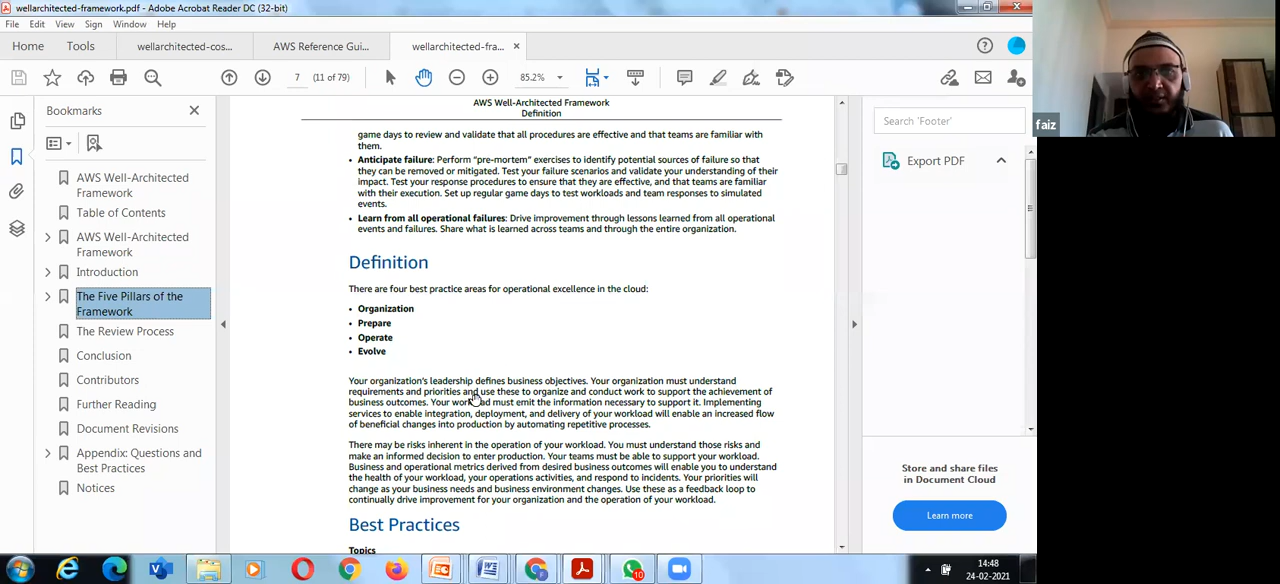 wellarchitected-framework.pdf - Adobe Acrobat Reader DC (32-bit)
File Edit View Sign Window Help
Home Tools wellarchitected-cos... AWS Reference Gui... wellarchitected-fra...
7 (11 of 79) 85.2%
Bookmarks
AWS Well-Architected
Framework
Table of Contents
AWS Well-Architected
Framework
Introduction
The Five Pillars of the
Framework
The Review Process
Conclusion
Contributors
Further Reading
Document Revisions
Appendix: Questions and
Best Practices
Notices
AWS Well-Architected Framework
Definition
game days to review and validate that all procedures are effective and that teams are familiar with
them.
• Anticipate failure: Perform "pre-mortem" exercises to identify potential sources of failure so that
they can be removed or mitigated. Test your failure scenarios and validate your understanding of their
impact. Test your response procedures to ensure that they are effective, and that teams are familiar
with their execution. Set up regular game days to test workloads and team responses to simulated
events.
• Learn from all operational failures: Drive improvement through lessons learned from all operational
events and failures. Share what is learned across teams and through the entire organization.
Definition
There are four best practice areas for operational excellence in the cloud:
• Organization
• Prepare
• Operate
• Evolve
Your organization's leadership defines business objectives. Your organization must understand
requirements and priorities and use these to organize and conduct work to support the achievement of
business outcomes. Your workload must emit the information necessary to support it. Implementing
services to enable integration, deployment, and delivery of your workload will enable an increased flow
of beneficial changes into production by automating repetitive processes.
There may be risks inherent in the operation of your workload. You must understand those risks and
make an informed decision to enter production. Your teams must be able to support your workload.
Business and operational metrics derived from desired business outcomes will enable you to understand
the health of your workload, your operations activities, and respond to incidents. Your priorities will
change as your business needs and business environment changes. Use these as a feedback loop to
continually drive improvement for your organization and the operation of your workload.
Best Practices
Topics
Search 'Footer'
Export PDF
Store and share files
in Document Cloud
Learn more
faiz
10
14:48
24-02-2021